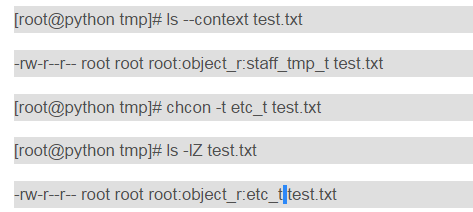 [root@python tmp]# ls --context test.txt
-rw-r--r-- root root root:object_r:staff_tmp_t test.txt
[root@python tmp]# chcon -t etc_t test.txt
[root@python tmp]# ls -lZ test.txt
-rw-r--r-- root root root:object_r:etc_t test.txt